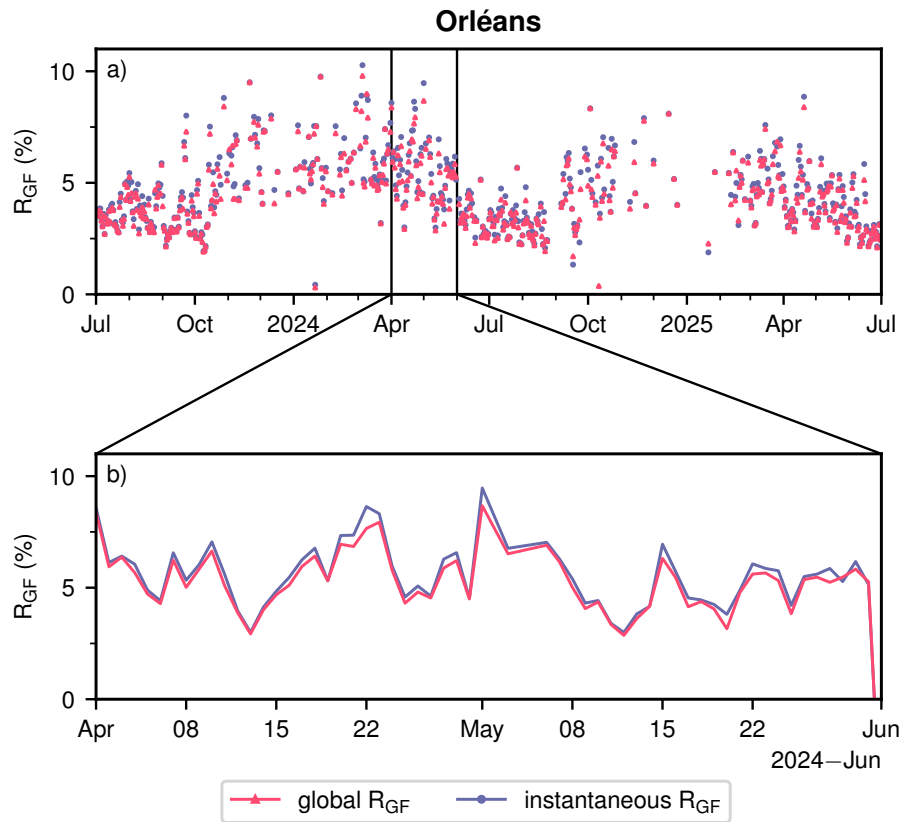 Orléans
a)
10
5
0
R_GF (%)
Jul Oct 2024 Apr Jul Oct 2025 Apr Jul
b)
10
5
0
R_GF (%)
Apr 08 15 22 May 08 15 22 Jun
2024−Jun
global R_GF instantaneous R_GF